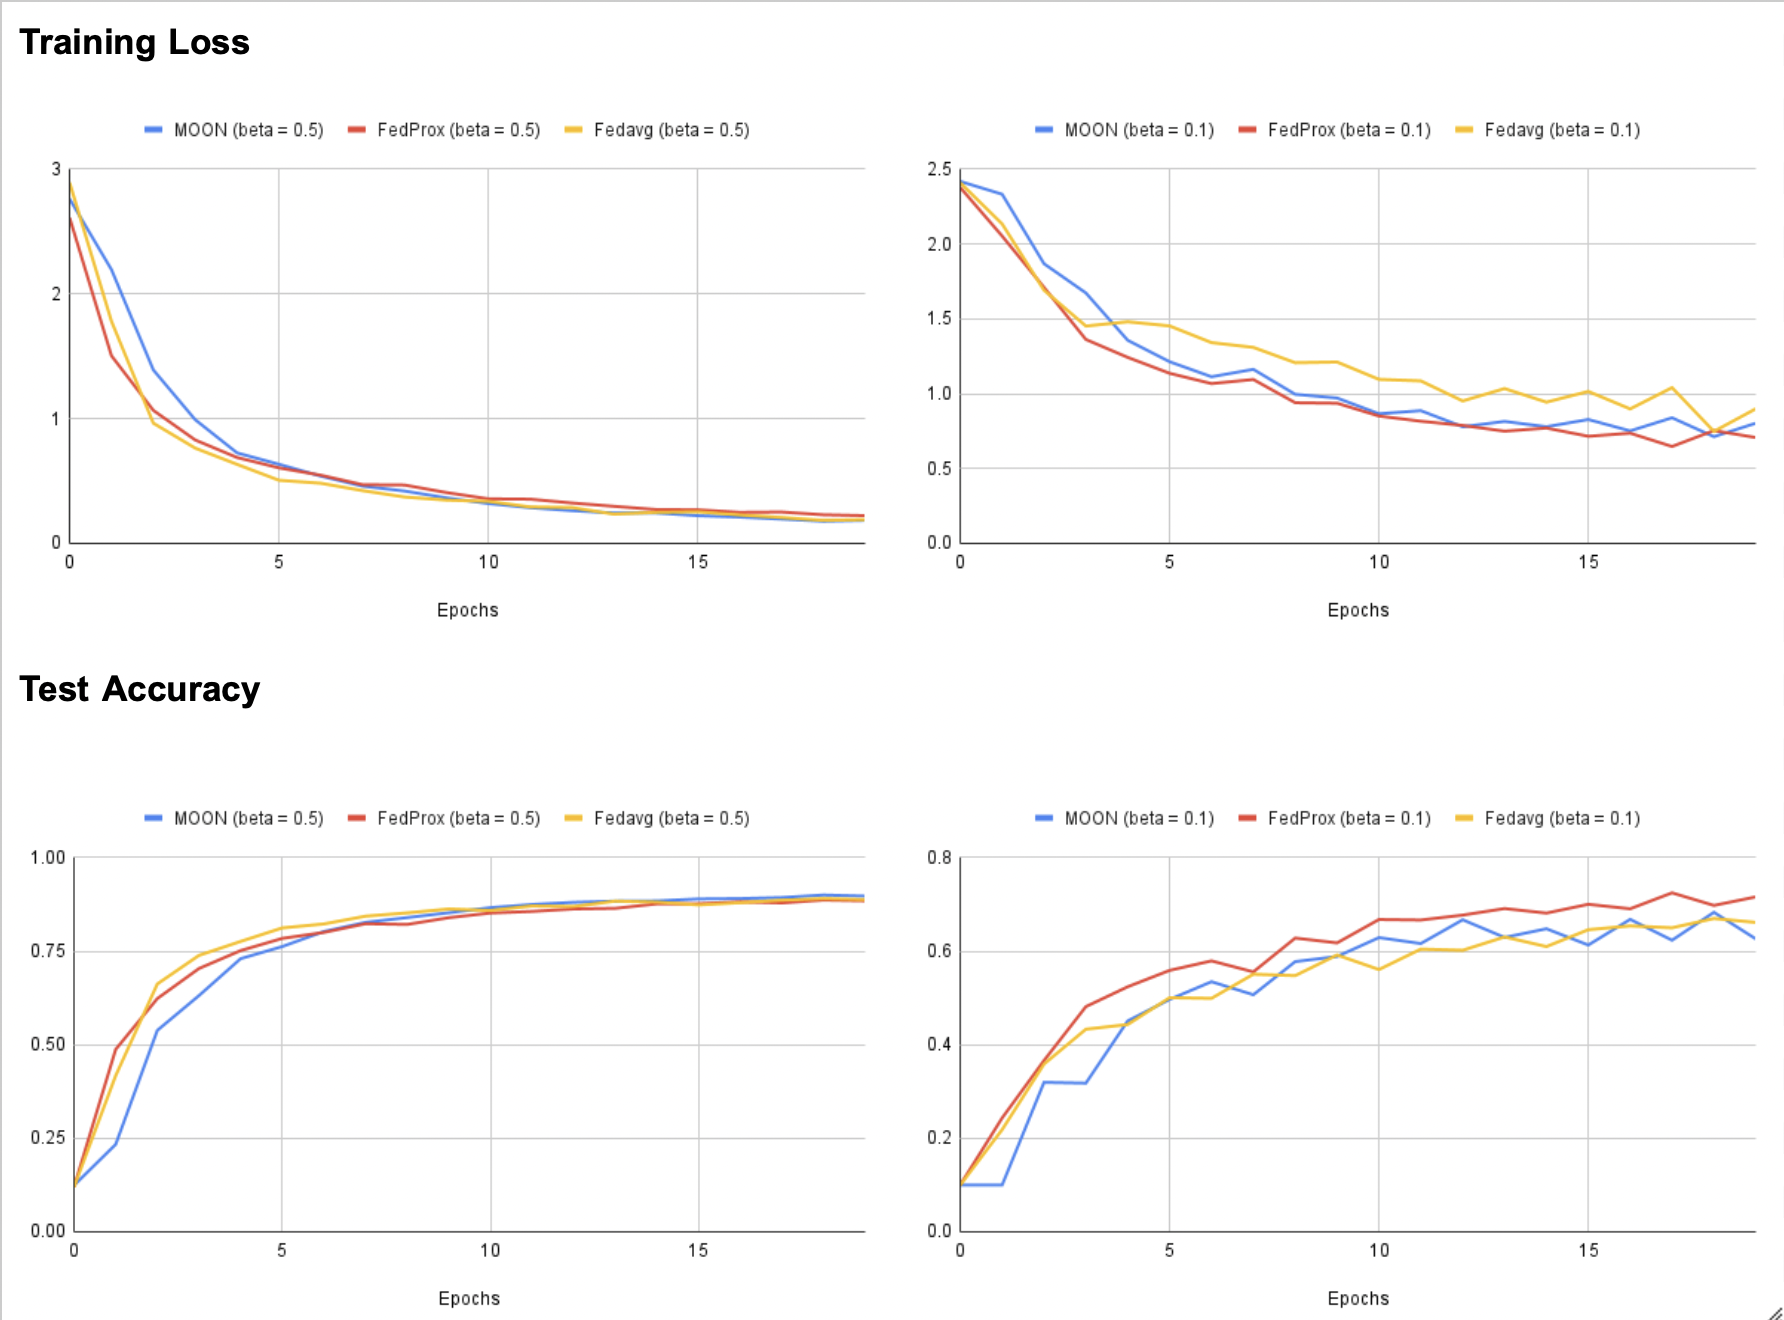 Training Loss
MOON (beta = 0.5) FedProx (beta = 0.5) Fedavg (beta = 0.5)
3
2
1
0
0 5 10 15
Epochs
MOON (beta = 0.1) FedProx (beta = 0.1) Fedavg (beta = 0.1)
2.5
2.0
1.5
1.0
0.5
0.0
0 5 10 15
Epochs
Test Accuracy
MOON (beta = 0.5) FedProx (beta = 0.5) Fedavg (beta = 0.5)
1.00
0.75
0.50
0.25
0.00
0 5 10 15
Epochs
MOON (beta = 0.1) FedProx (beta = 0.1) Fedavg (beta = 0.1)
0.8
0.6
0.4
0.2
0.0
0 5 10 15
Epochs